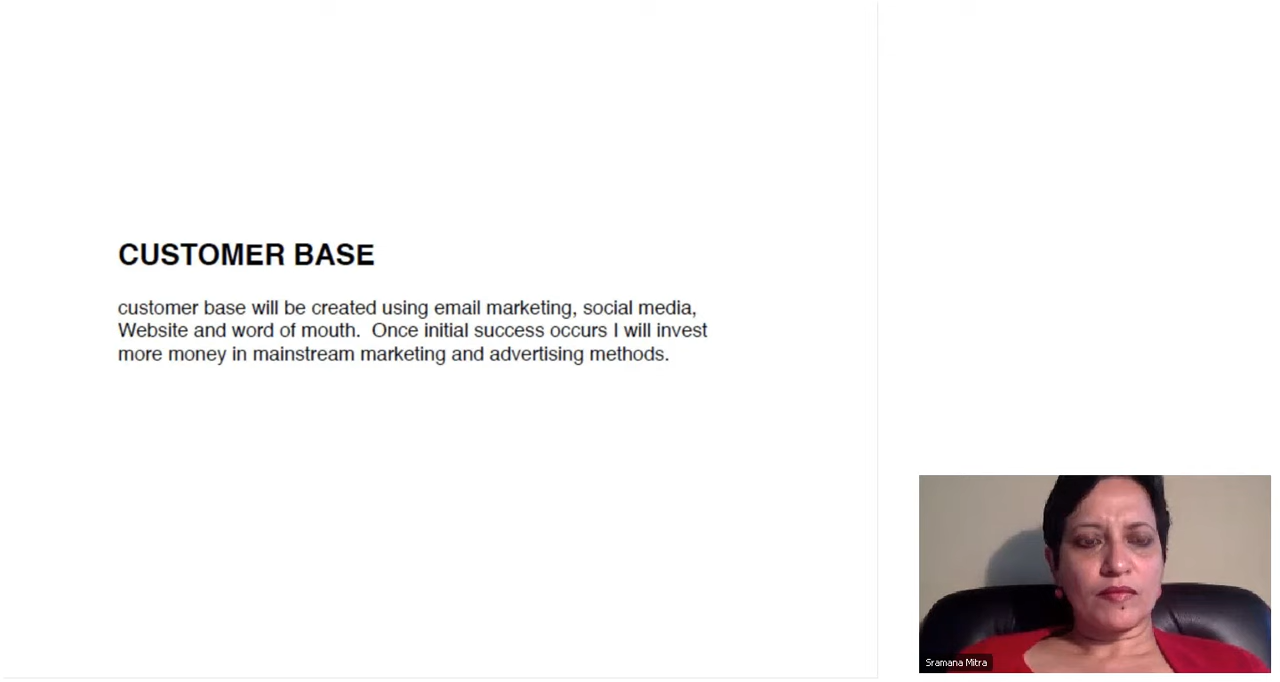 CUSTOMER BASE
customer base will be created using email marketing, social media,
Website and word of mouth.  Once initial success occurs I will invest
more money in mainstream marketing and advertising methods.
Sramana Mitra